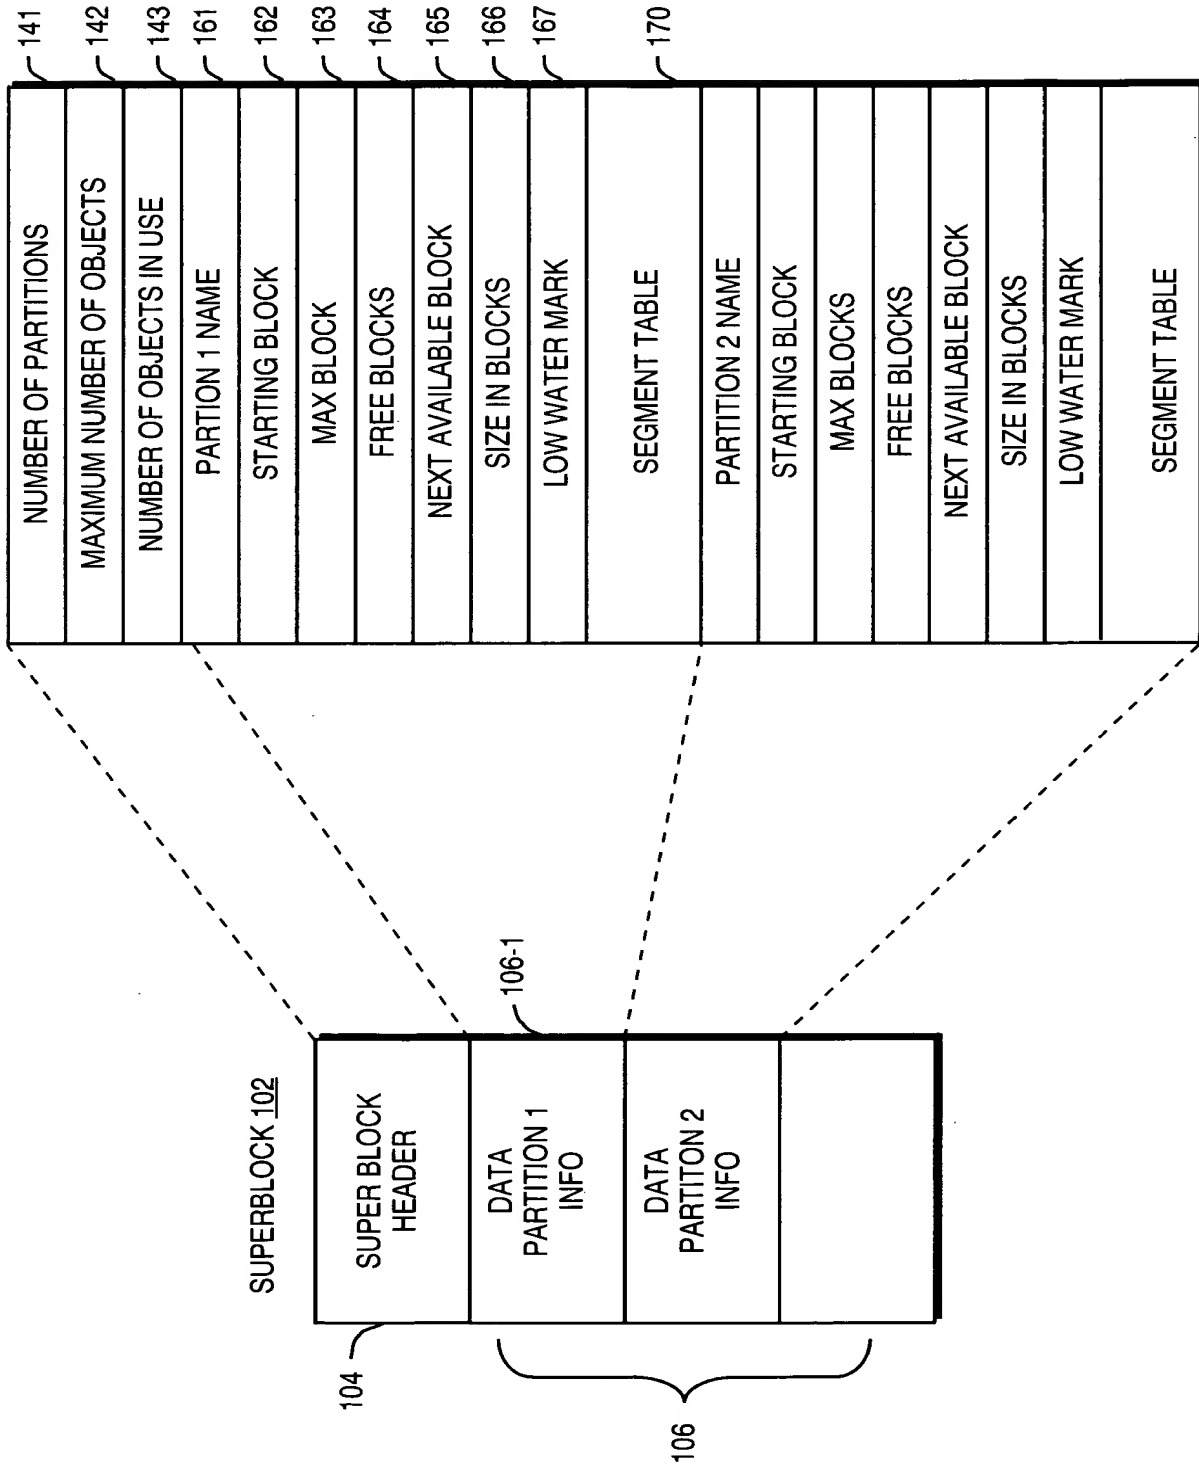 SUPERBLOCK 102
104
SUPER BLOCK
HEADER
106
DATA
PARTITION 1
INFO
106-1
DATA
PARTITON 2
INFO
NUMBER OF PARTITIONS 141
MAXIMUM NUMBER OF OBJECTS 142
NUMBER OF OBJECTS IN USE 143
PARTION 1 NAME 161
STARTING BLOCK 162
MAX BLOCK 163
FREE BLOCKS 164
NEXT AVAILABLE BLOCK 165
SIZE IN BLOCKS 166
LOW WATER MARK 167
SEGMENT TABLE 170
PARTITION 2 NAME
STARTING BLOCK
MAX BLOCKS
FREE BLOCKS
NEXT AVAILABLE BLOCK
SIZE IN BLOCKS
LOW WATER MARK
SEGMENT TABLE